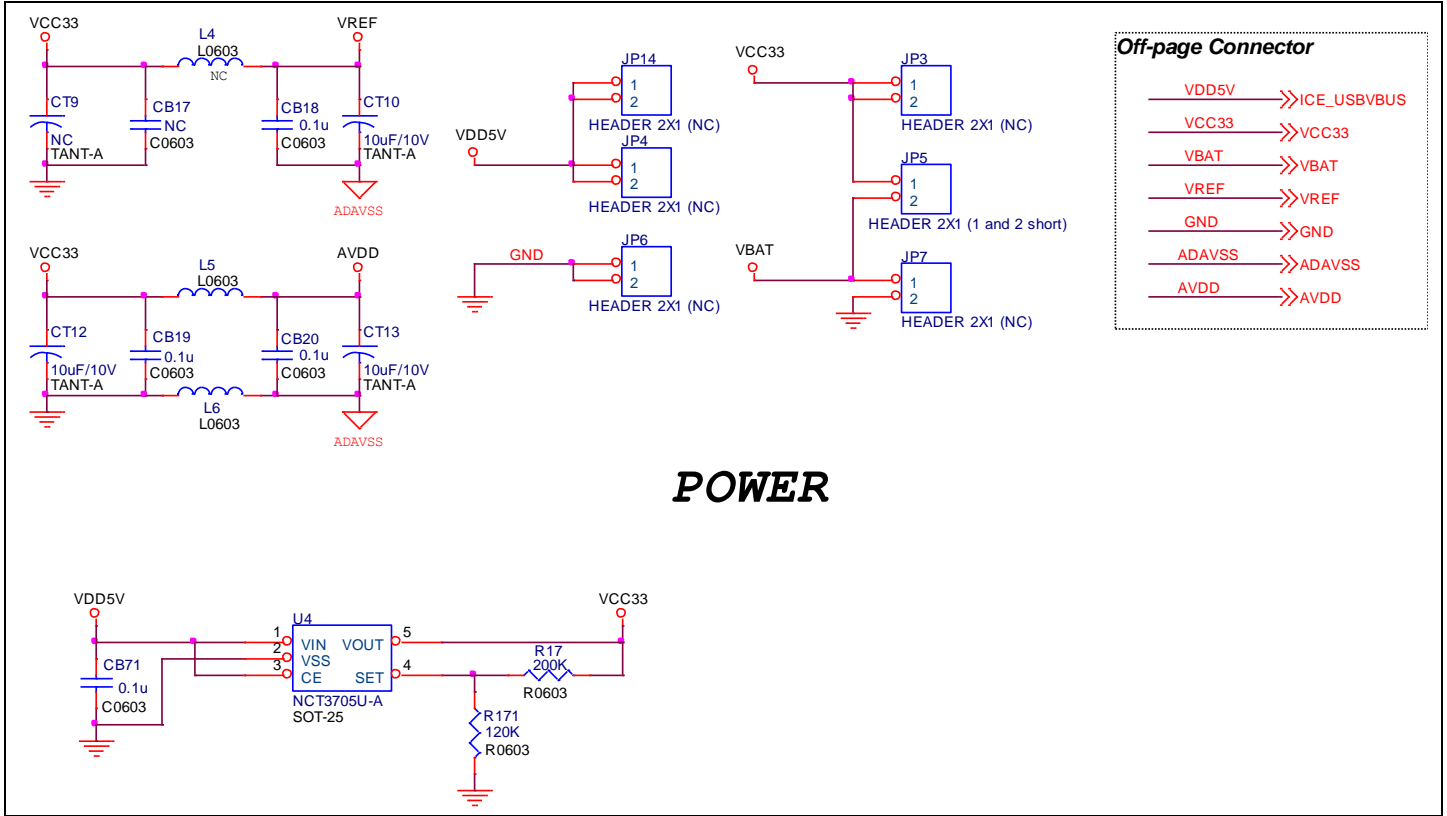 VCC33
L4
L0603
NC
VREF
CT9
NC
TANT-A
CB17
NC
C0603
CB18
0.1u
C0603
CT10
10uF/10V
TANT-A
ADAVSS
VCC33
L5
L0603
AVDD
CT12
10uF/10V
TANT-A
CB19
0.1u
C0603
CB20
0.1u
C0603
CT13
10uF/10V
TANT-A
L6
L0603
ADAVSS
VDD5V
JP14
1
2
HEADER 2X1 (NC)
JP4
1
2
HEADER 2X1 (NC)
GND
JP6
1
2
HEADER 2X1 (NC)
VCC33
JP3
1
2
HEADER 2X1 (NC)
JP5
1
2
HEADER 2X1 (1 and 2 short)
VBAT
JP7
1
2
HEADER 2X1 (NC)
Off-page Connector
VDD5V ICE_USBVBUS
VCC33 VCC33
VBAT VBAT
VREF VREF
GND GND
ADAVSS ADAVSS
AVDD AVDD
POWER
VDD5V
CB71
0.1u
C0603
U4
1 VIN VOUT 5
2 VSS
3 CE SET 4
NCT3705U-A
SOT-25
VCC33
R17
200K
R0603
R171
120K
R0603